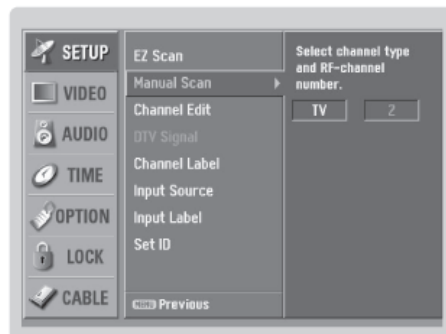 SETUP
VIDEO
AUDIO
TIME
OPTION
LOCK
CABLE
EZ Scan
Manual Scan
Channel Edit
DTV Signal
Channel Label
Input Source
Input Label
Set ID
MENU Previous
Select channel type
and RF-channel
number.
TV 2